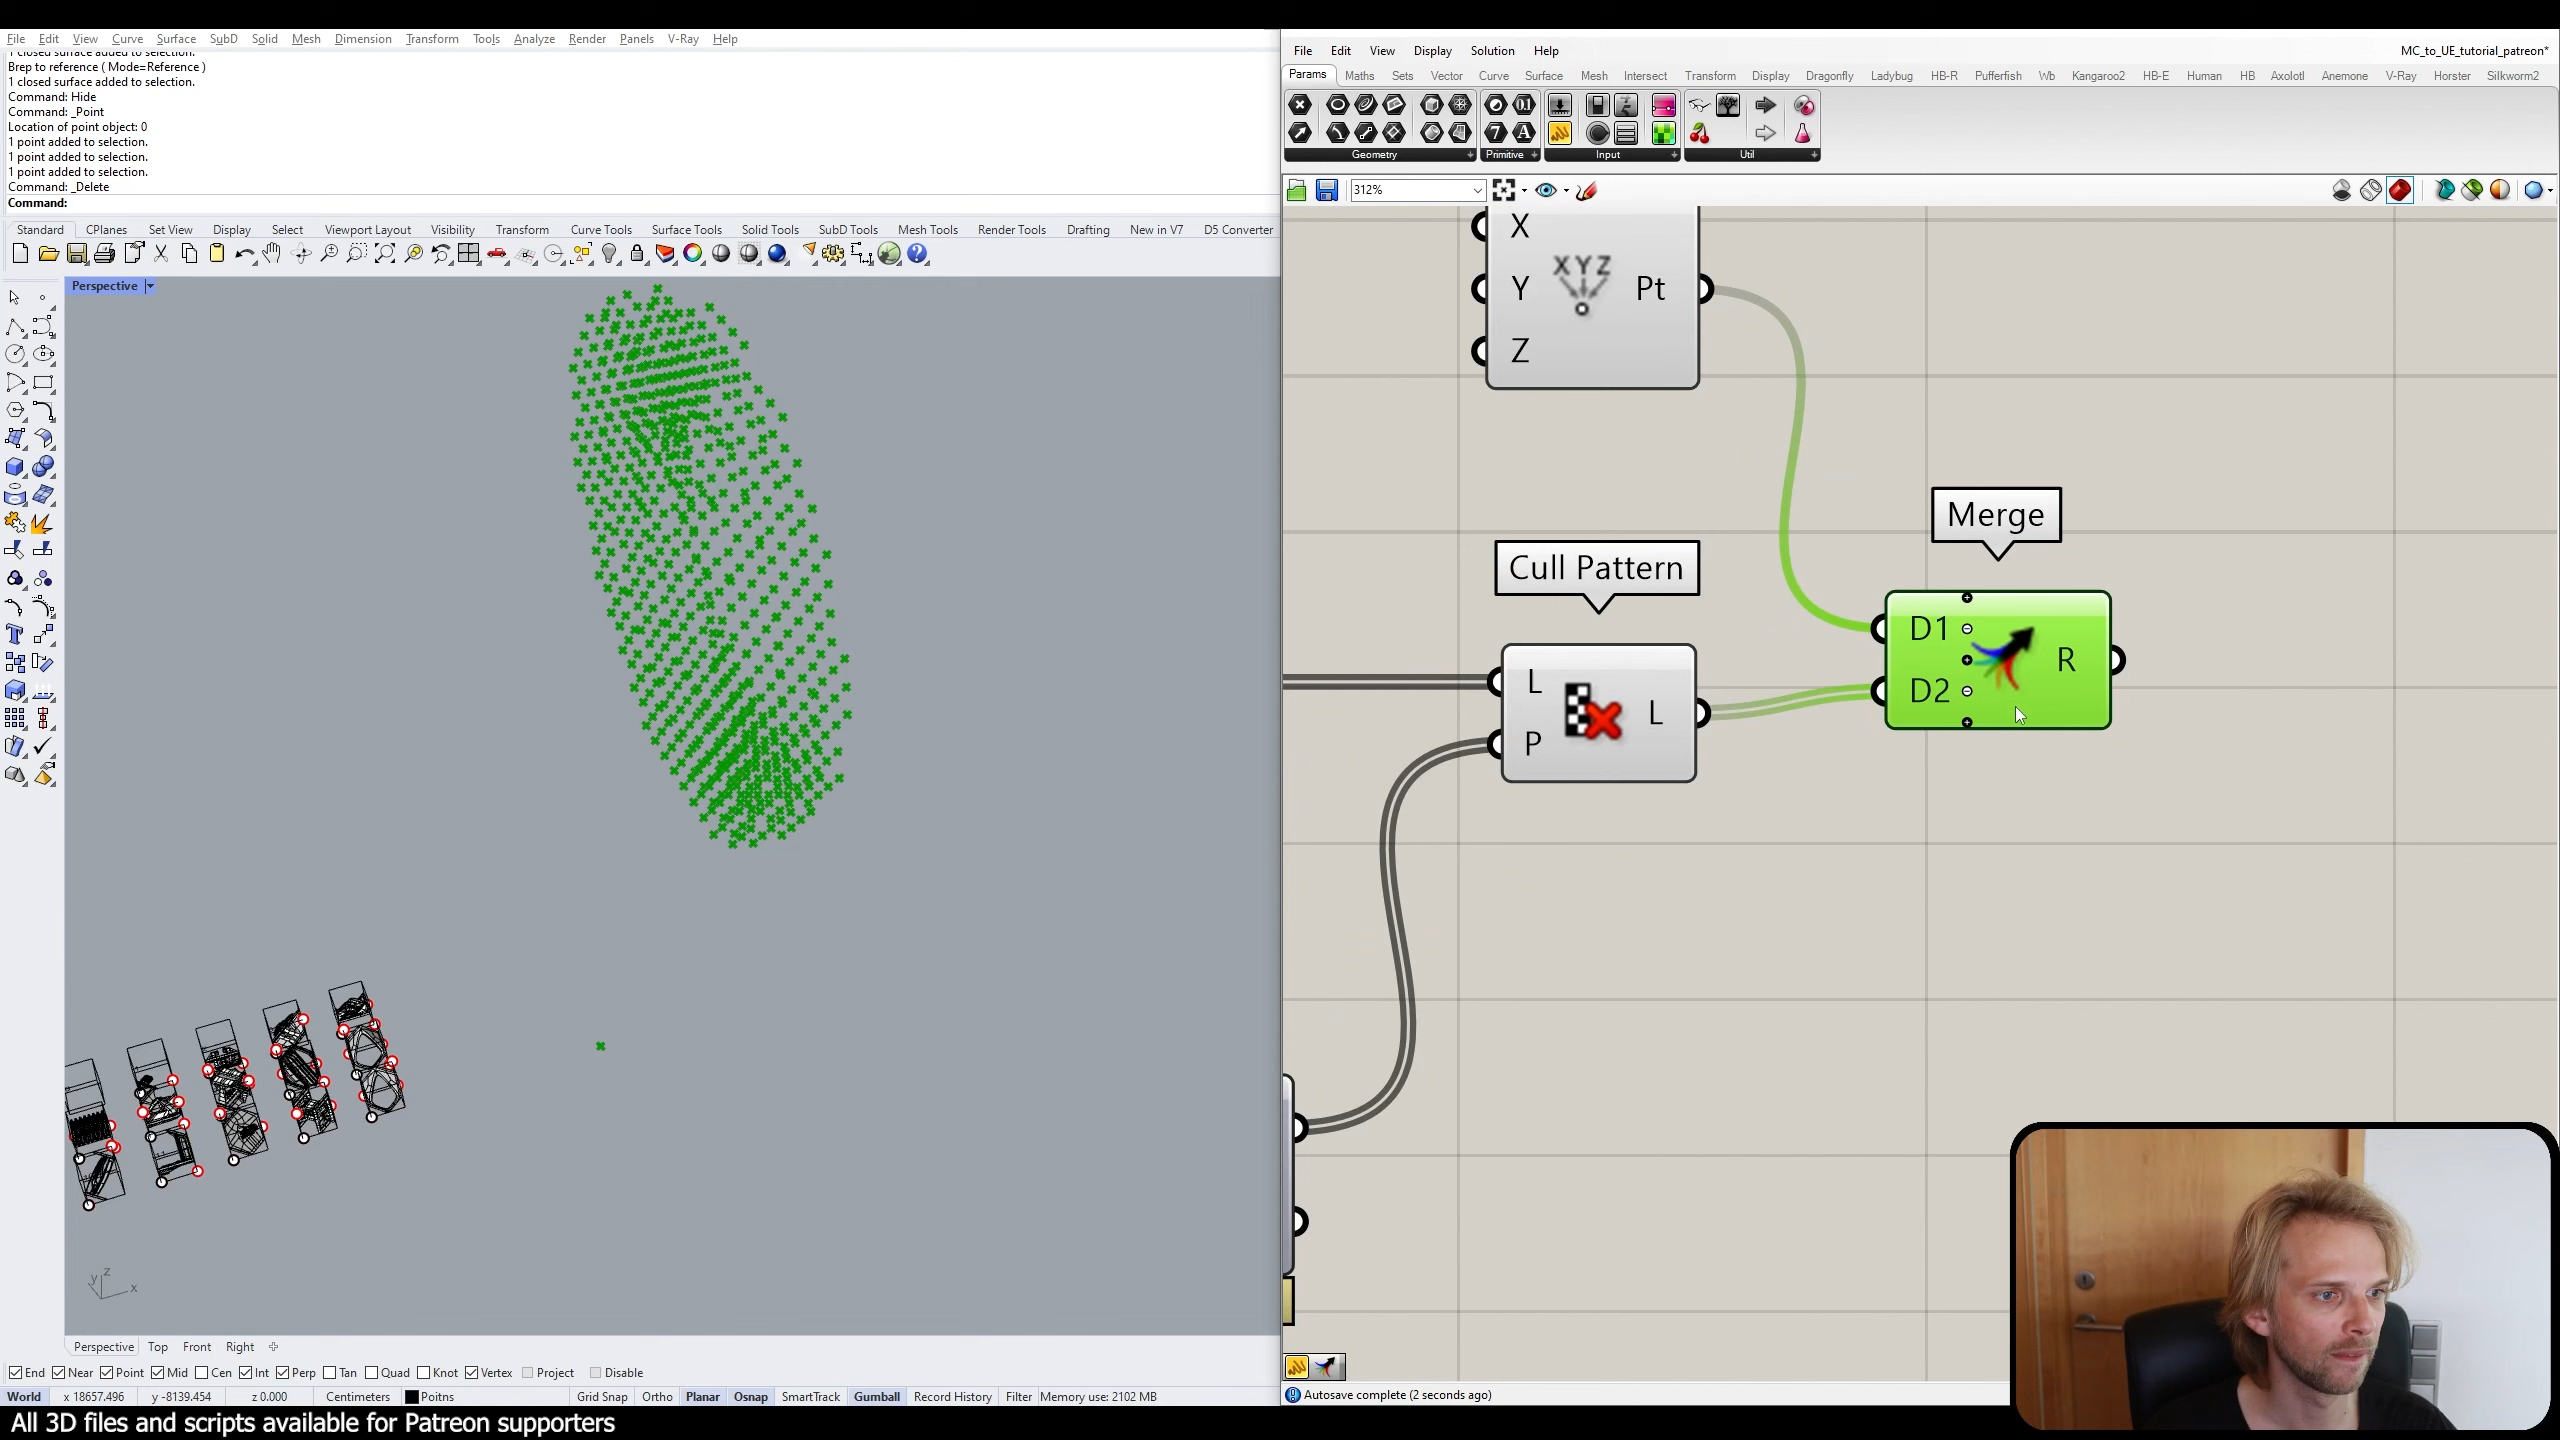 File Edit View Curve Surface SubD Solid Mesh Dimension Transform Tools Analyze Render Panels V-Ray Help
1 closed surface added to selection.
Brep to reference ( Mode=Reference )
1 closed surface added to selection.
Command: Hide
Command: _Point
Location of point object: 0
1 point added to selection.
1 point added to selection.
1 point added to selection.
Command: _Delete
Command:
Standard CPlanes Set View Display Select Viewport Layout Visibility Transform Curve Tools Surface Tools Solid Tools SubD Tools Mesh Tools Render Tools Drafting New in V7 D5 Converter
Perspective
z
y
x
Perspective Top Front Right
End Near Point Mid Cen Int Perp Tan Quad Knot Vertex Project Disable
World x 18657.496 y -8139.454 z 0.000 Centimeters Poitns Grid Snap Ortho Planar Osnap SmartTrack Gumball Record History Filter Memory use: 2102 MB
All 3D files and scripts available for Patreon supporters
File Edit View Display Solution Help MC_to_UE_tutorial_patreon*
Params Maths Sets Vector Curve Surface Mesh Intersect Transform Display Dragonfly Ladybug HB-R Pufferfish Wb Kangaroo2 HB-E Human HB Axolotl Anemone V-Ray Horster Silkworm2
Geometry Primitive Input Util
312%
X
Y
Z
X Y Z
Pt
Merge
D1
D2
R
Cull Pattern
L
P
L
Autosave complete (2 seconds ago)